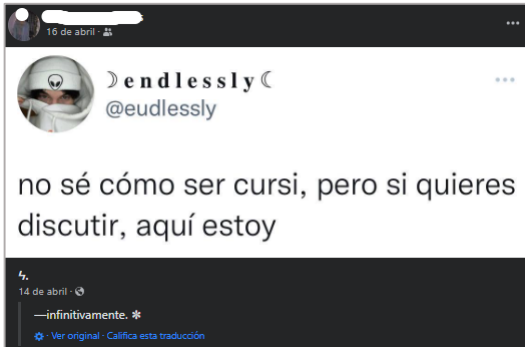 16 de abril ·
☽endlessly☾
@eudlessly
no sé cómo ser cursi, pero si quieres
discutir, aquí estoy
ϟ.
14 de abril ·
—infinitivamente. ✻
· Ver original · Califica esta traducción